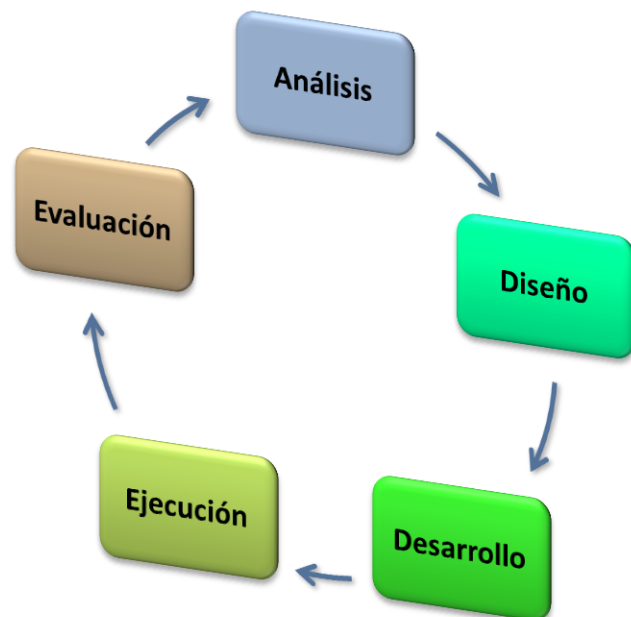 Análisis
Diseño
Desarrollo
Ejecución
Evaluación